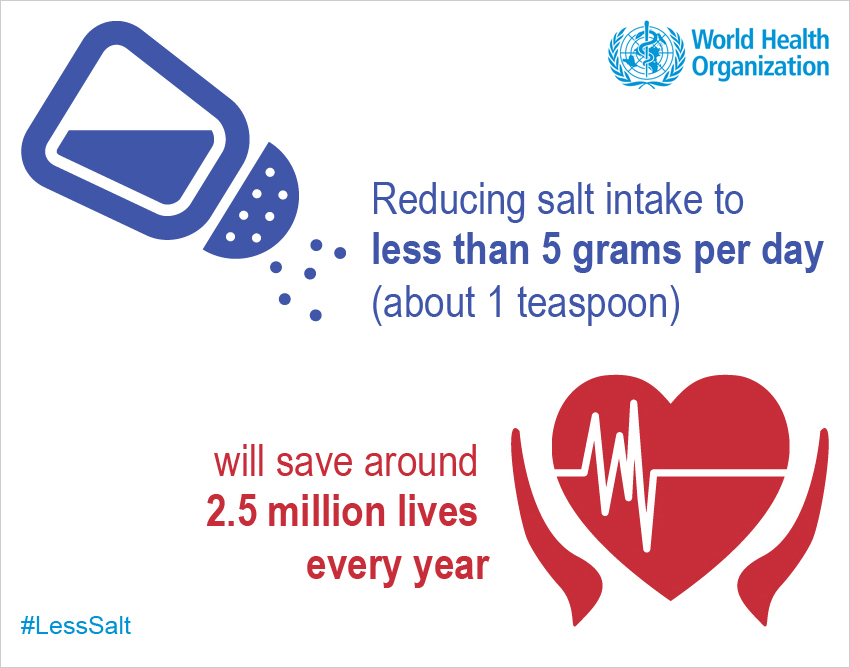 World Health
Organization
Reducing salt intake to
less than 5 grams per day
(about 1 teaspoon)
will save around
2.5 million lives
every year
#LessSalt